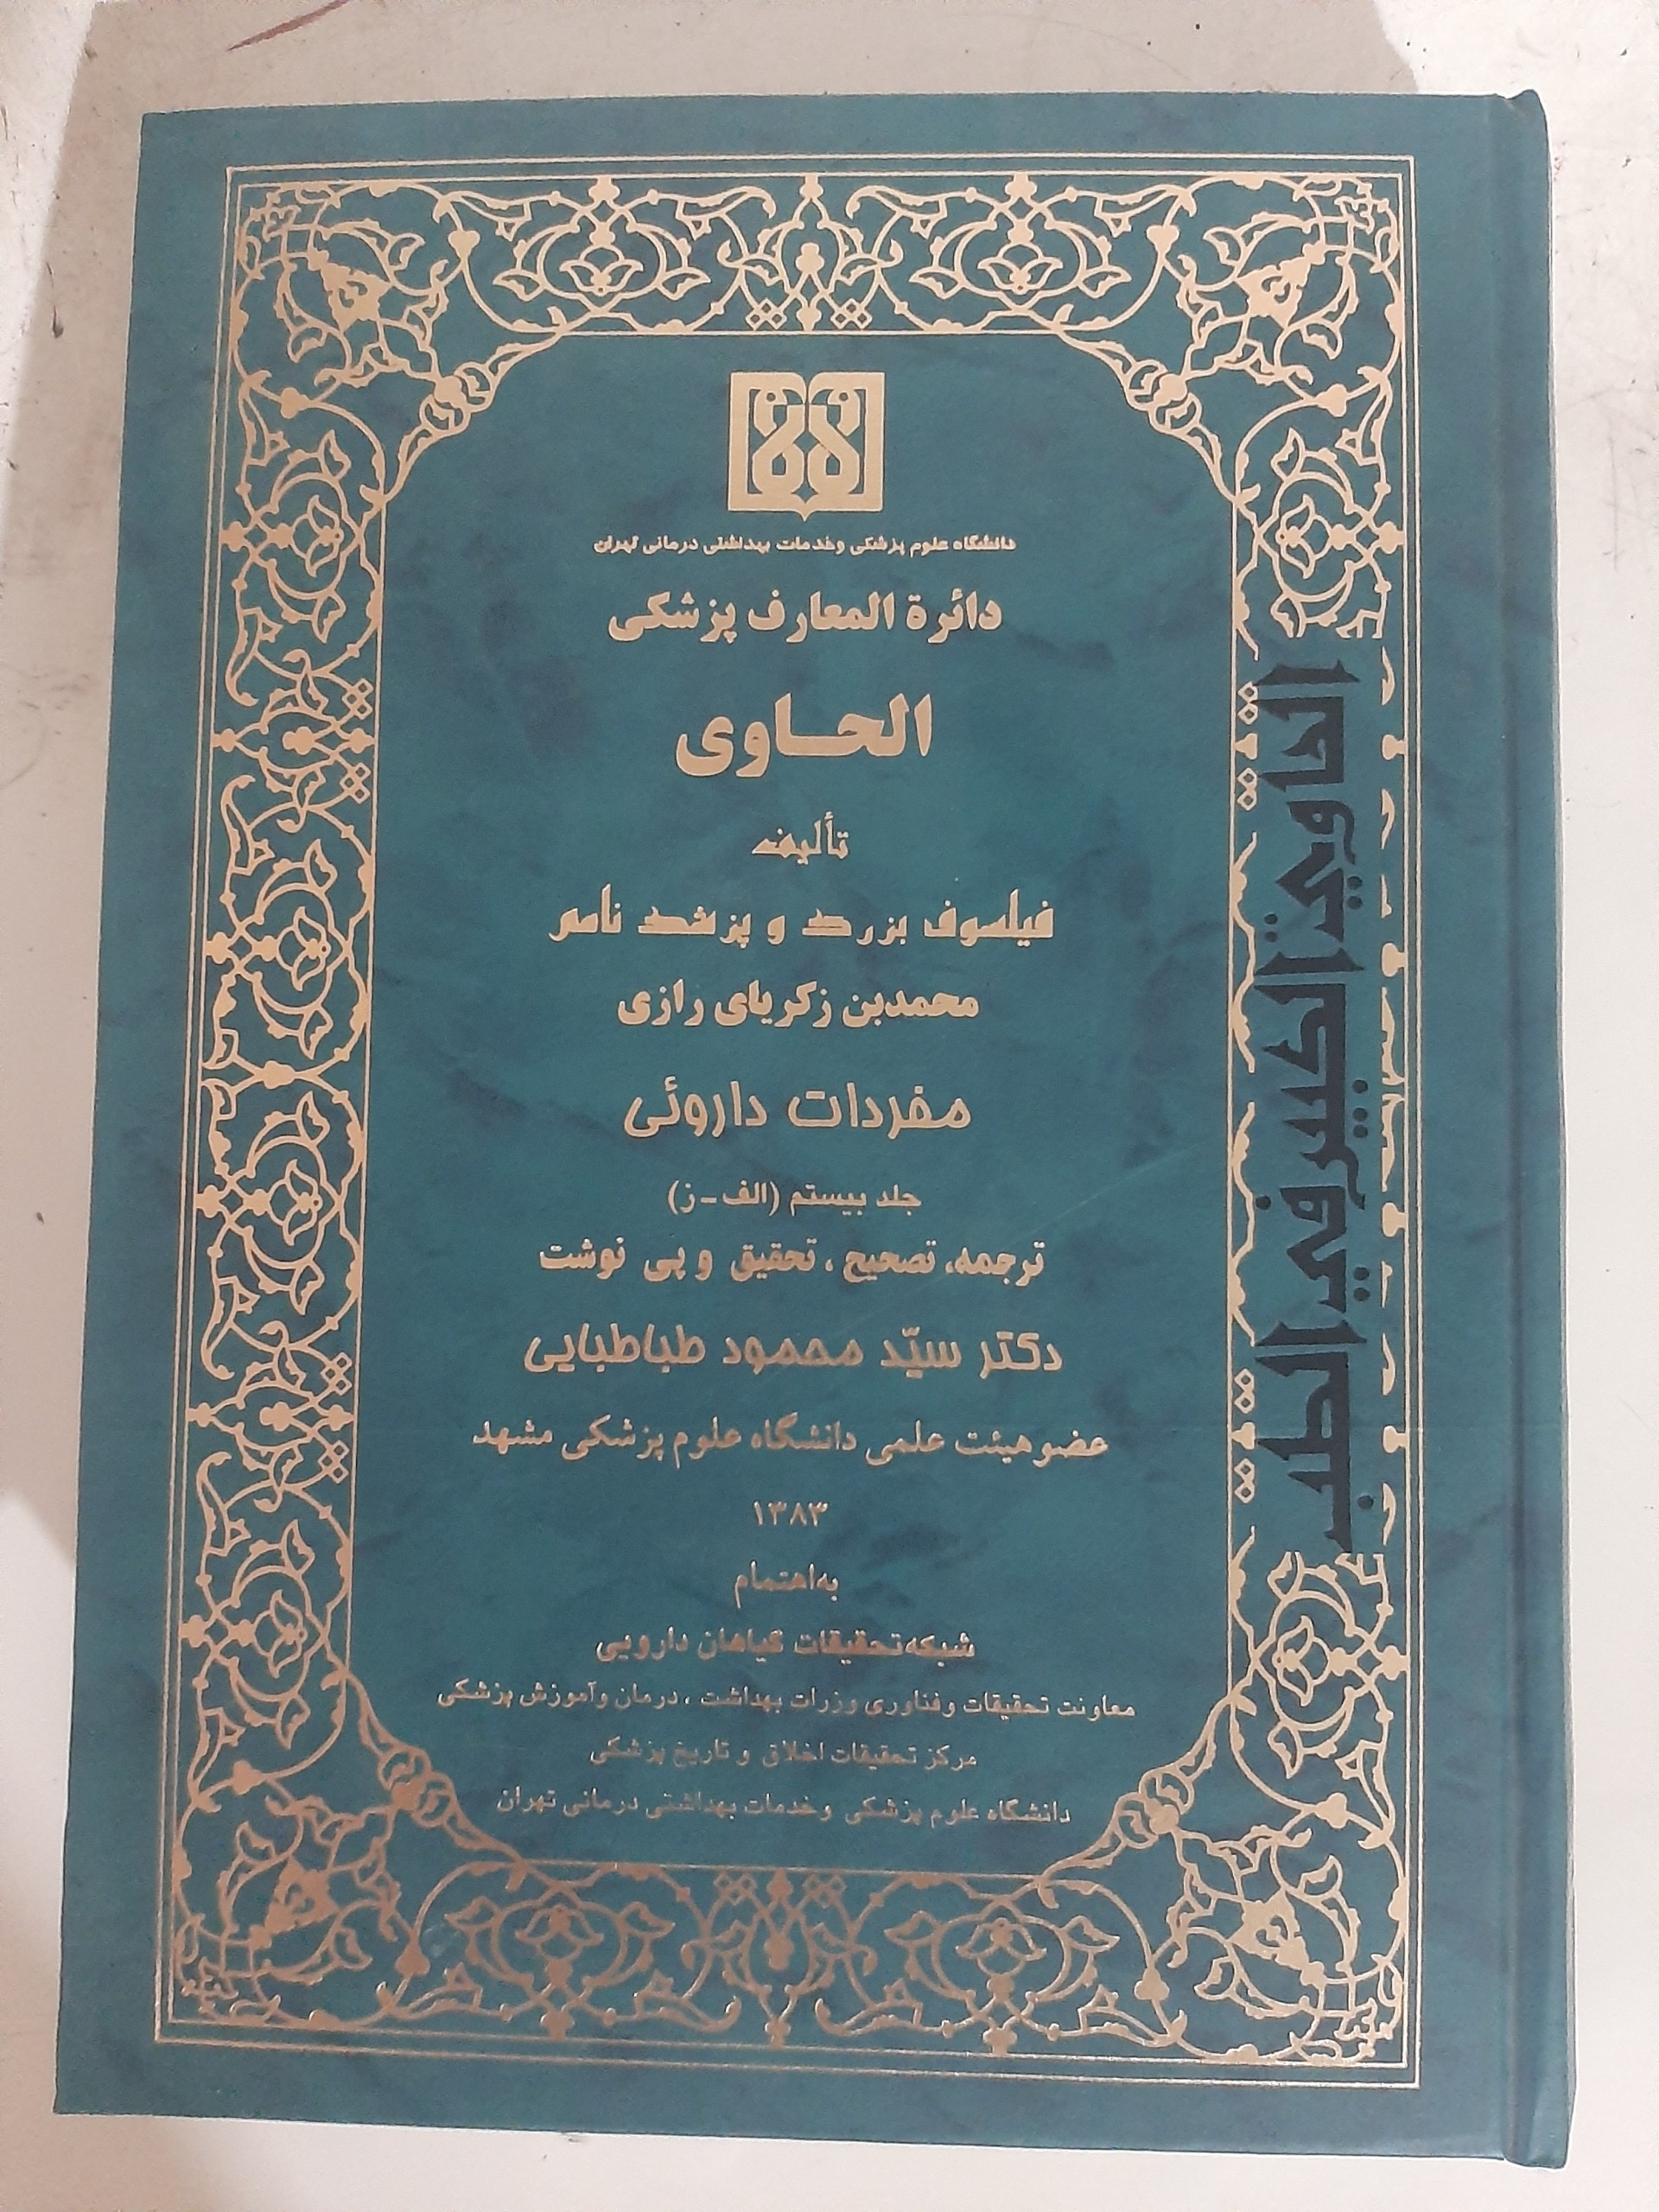 دانشگاه علوم پزشکی وخدمات بهداشتی درمانی تهران
دائرة المعارف پزشکی
الحاوی
تألیف
فیلسوف بزرگ و پزشک نامی
محمدبن زکریای رازی
مفردات داروئی
جلد بیستم (الف - ز)
ترجمه، تصحیح، تحقیق و پی نوشت
دکتر سیّد محمود طباطبایی
عضو هیئت علمی دانشگاه علوم پزشکی مشهد
۱۳۸۳
به‌اهتمام
شبکه تحقیقات گیاهان دارویی
معاونت تحقیقات وفناوری وزرات بهداشت، درمان وآموزش پزشکی
مرکز تحقیقات اخلاق و تاریخ پزشکی
دانشگاه علوم پزشکی وخدمات بهداشتی درمانی تهران